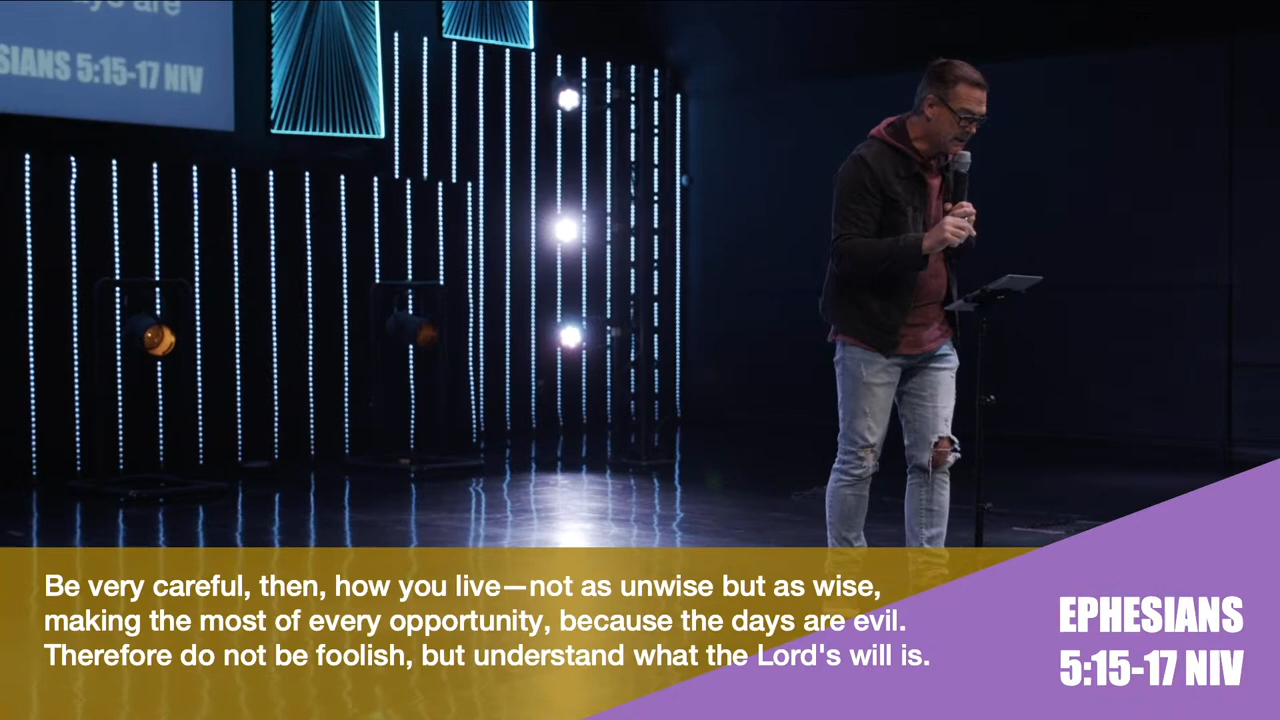 ays are
SIANS 5:15-17 NIV
Be very careful, then, how you live—not as unwise but as wise,
making the most of every opportunity, because the days are evil.
Therefore do not be foolish, but understand what the Lord's will is.
EPHESIANS
5:15-17 NIV